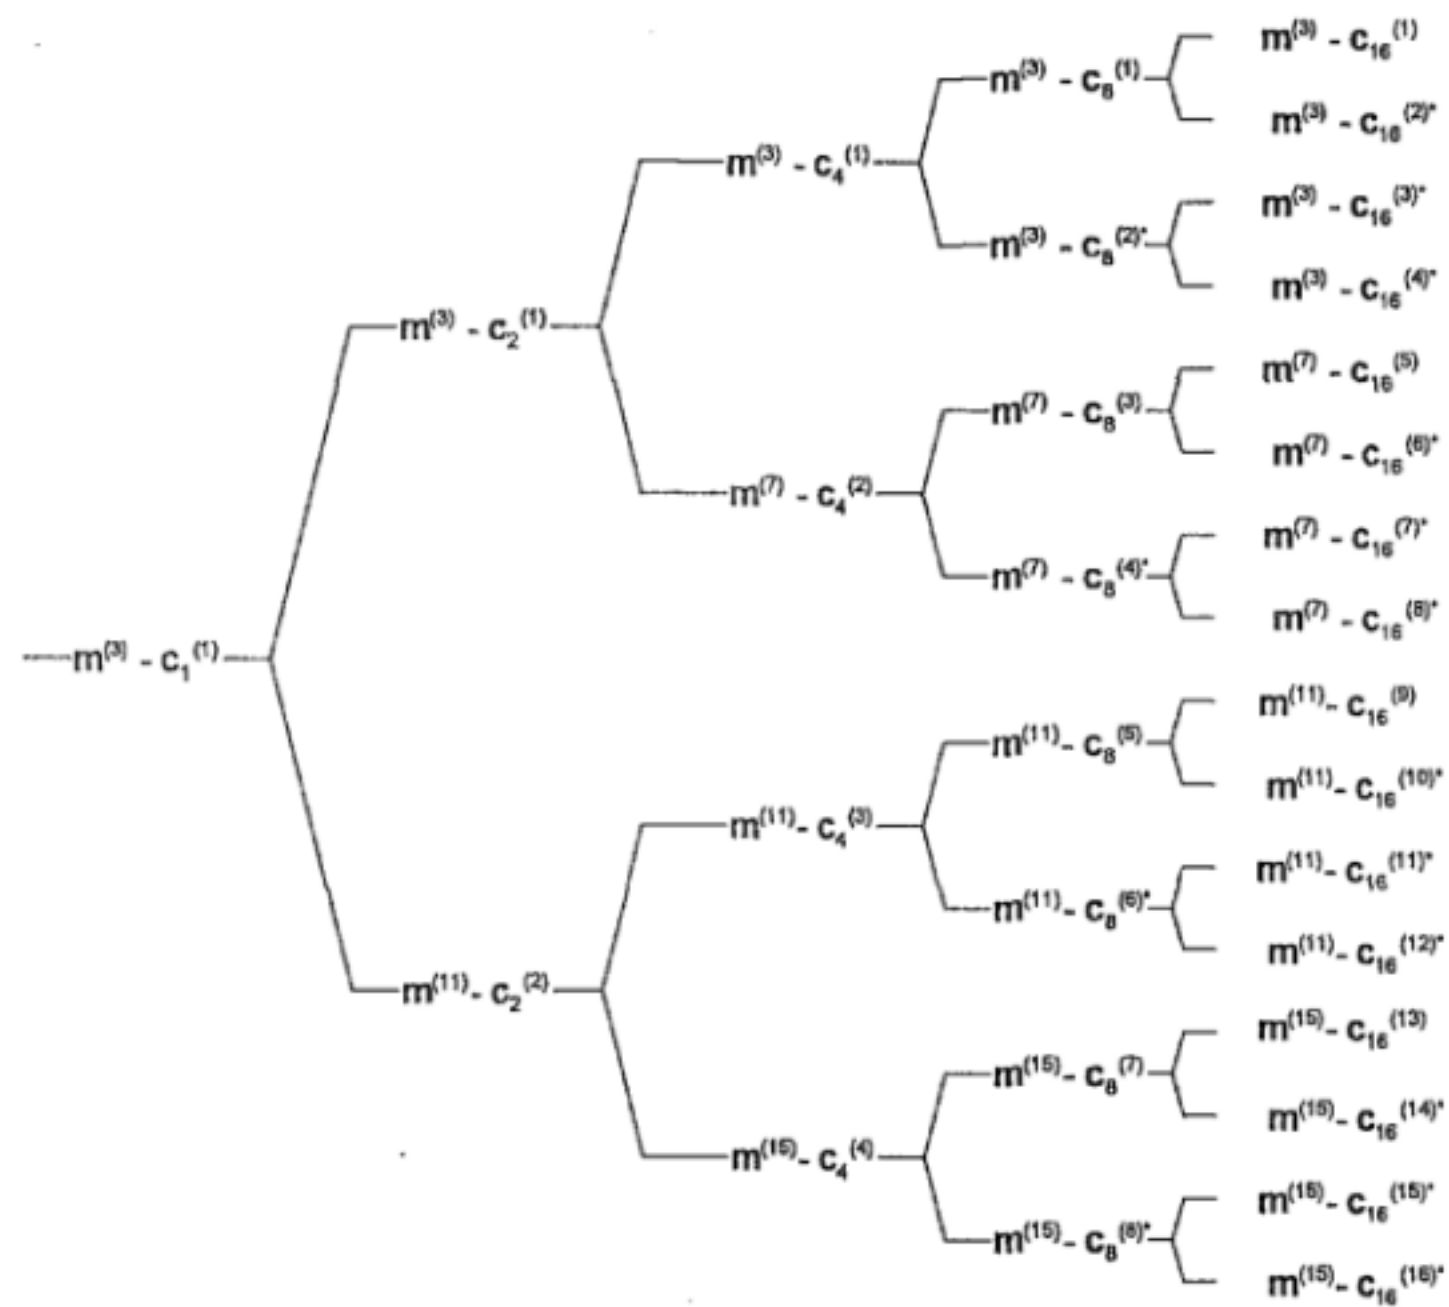 m(3) - c16(1)
m(3) - c8(1)
m(3) - c16(2)*
m(3) - c4(1)
m(3) - c16(3)*
m(3) - c8(2)*
m(3) - c16(4)*
m(3) - c2(1)
m(7) - c16(5)
m(7) - c8(3)
m(7) - c16(6)*
m(7) - c4(2)
m(7) - c16(7)*
m(7) - c8(4)*
m(7) - c16(8)*
m(3) - c1(1)
m(11) - c16(9)
m(11) - c8(5)
m(11) - c16(10)*
m(11) - c4(3)
m(11) - c16(11)*
m(11) - c8(6)*
m(11) - c16(12)*
m(11) - c2(2)
m(15) - c16(13)
m(15) - c8(7)
m(15) - c16(14)*
m(15) - c4(4)
m(15) - c16(15)*
m(15) - c8(8)*
m(15) - c16(16)*